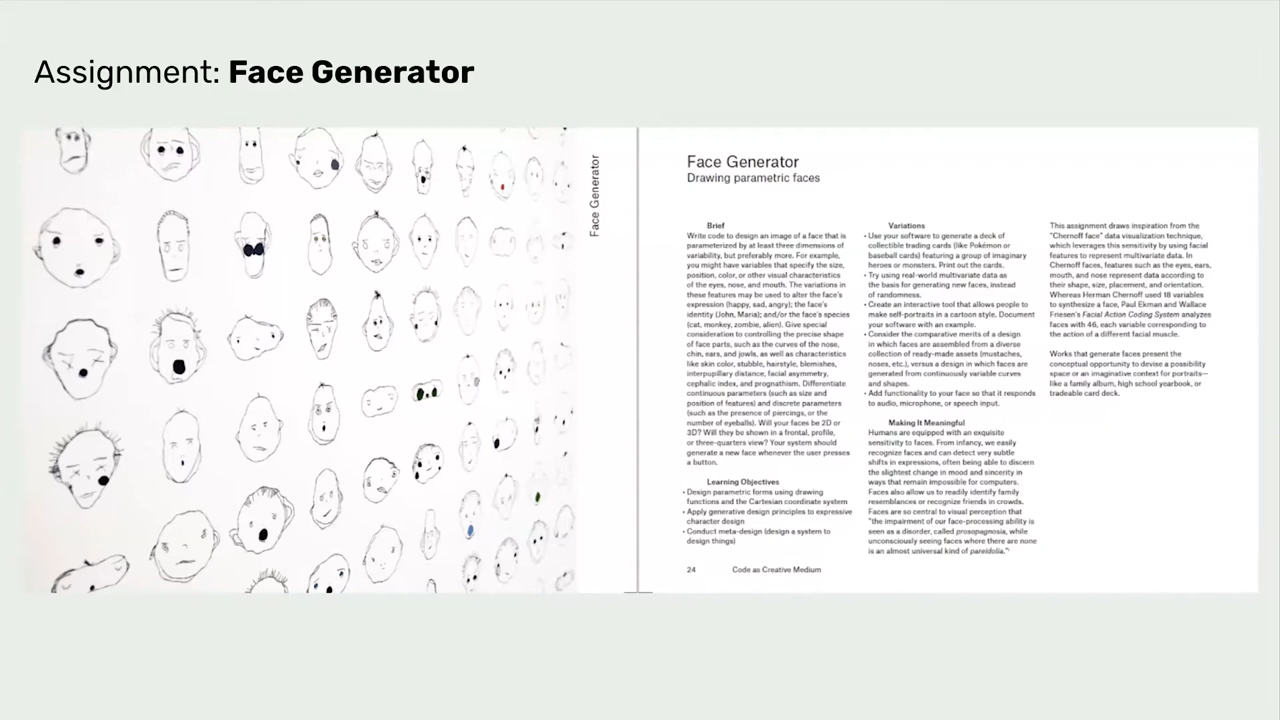 Assignment: Face Generator
Face Generator
Face Generator
Drawing parametric faces
Brief
Write code to design an image of a face that is
parameterized by at least three dimensions of
variability, but preferably more. For example,
you might have variables that specify the size,
position, color, or other visual characteristics
of the eyes, nose, and mouth. The variations in
these features may be used to alter the face's
expression (happy, sad, angry); the face's
identity (John, Maria); and/or the face's species
(cat, monkey, zombie, alien). Give special
consideration to controlling the precise shape
of face parts, such as the curves of the nose,
chin, ears, and jowls, as well as characteristics
like skin color, stubble, hairstyle, blemishes,
interpupillary distance, facial asymmetry,
cephalic index, and prognathism. Differentiate
continuous parameters (such as size and
position of features) and discrete parameters
(such as the presence of piercings, or the
number of eyeballs). Will your faces be 2D or
3D? Will they be shown in a frontal, profile,
or three-quarters view? Your system should
generate a new face whenever the user presses
a button.
Learning Objectives
• Design parametric forms using drawing
functions and the Cartesian coordinate system
• Apply generative design principles to expressive
character design
• Conduct meta-design (design a system to
design things)
24 Code as Creative Medium
Variations
• Use your software to generate a deck of
collectible trading cards (like Pokémon or
baseball cards) featuring a group of imaginary
heroes or monsters. Print out the cards.
• Try using real-world multivariate data as
the basis for generating new faces, instead
of randomness.
• Create an interactive tool that allows people to
make self-portraits in a cartoon style. Document
your software with an example.
• Consider the comparative merits of a design
in which faces are assembled from a diverse
collection of ready-made assets (mustaches,
noses, etc.), versus a design in which faces are
generated from continuously variable curves
and shapes.
• Add functionality to your face so that it responds
to audio, microphone, or speech input.
Making It Meaningful
Humans are equipped with an exquisite
sensitivity to faces. From infancy, we easily
recognize faces and can detect very subtle
shifts in expressions, often being able to discern
the slightest change in mood and sincerity in
ways that remain impossible for computers.
Faces also allow us to readily identify family
resemblances or recognize friends in crowds.
Faces are so central to visual perception that
"the impairment of our face-processing ability is
seen as a disorder, called prosopagnosia, while
unconsciously seeing faces where there are none
is an almost universal kind of pareidolia."¹
This assignment draws inspiration from the
"Chernoff face" data visualization technique,
which leverages this sensitivity by using facial
features to represent multivariate data. In
Chernoff faces, features such as the eyes, ears,
mouth, and nose represent data according to
their shape, size, placement, and orientation.
Whereas Herman Chernoff used 18 variables
to synthesize a face, Paul Ekman and Wallace
Friesen's Facial Action Coding System analyzes
faces with 46, each variable corresponding to
the action of a different facial muscle.
Works that generate faces present the
conceptual opportunity to devise a possibility
space or an imaginative context for portraits—
like a family album, high school yearbook, or
tradeable card deck.